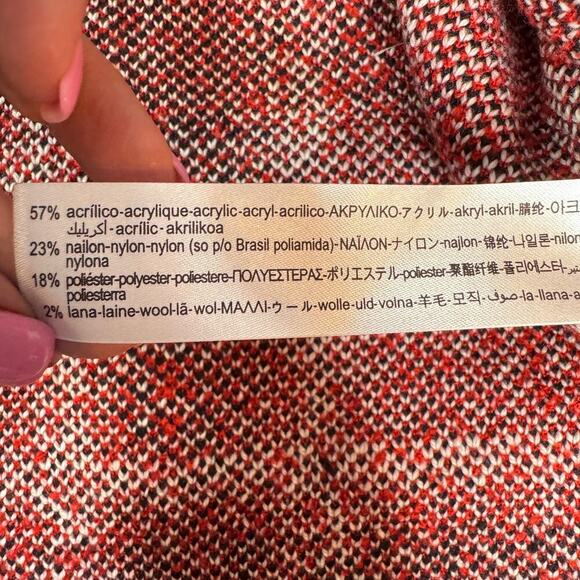 57% acrílico-acrylique-acrylic-acryl-acrilico-ΑΚΡΥΛΙΚΟ-アクリル-akryl-akril-腈纶-아크
أكريليك-acrílic-akrilikoa
23% nailon-nylon-nylon (so p/o Brasil poliamida)-ΝΑΪΛΟΝ-ナイロン-najlon-锦纶-나일론-nilon
nylona
18% poliéster-polyester-poliestere-ΠΟΛΥΕΣΤΕΡΑΣ-ポリエステル-poliester-聚酯纤维-폴리에스터-
poliesterra
2% lana-laine-wool-lã-wol-ΜΑΛΛΙ-ウール-wolle-uld-volna-羊毛-모직-صوف-la-llana-a